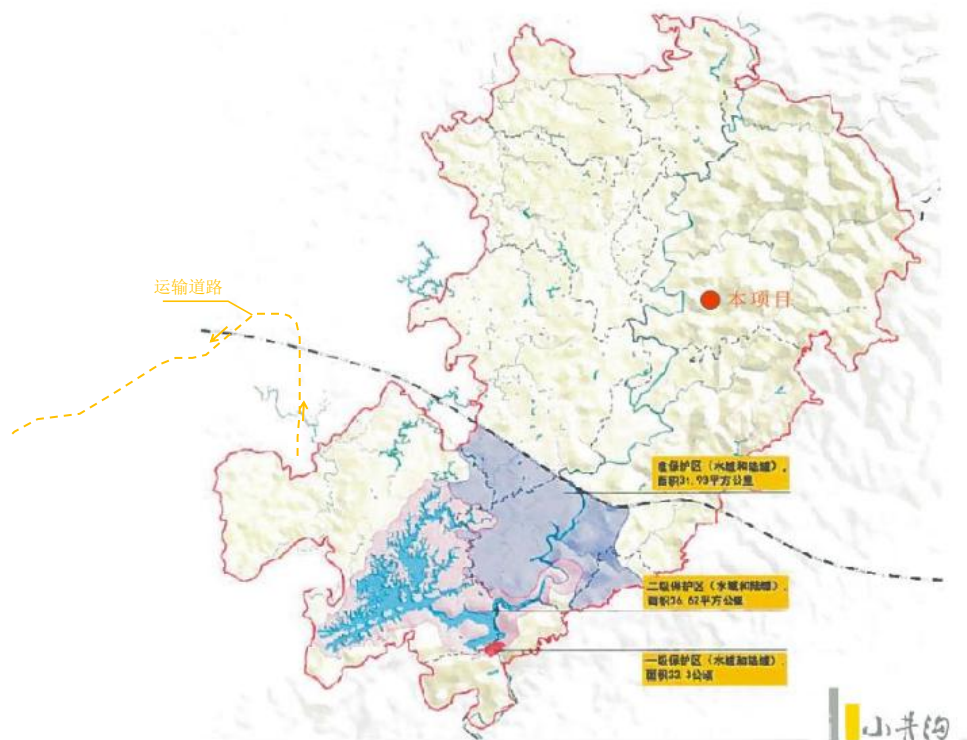 运输道路
本项目
准保护区（水域和陆域），
面积31.93平方公里
二级保护区（水域和陆域），
面积36.62平方公里
一级保护区（水域和陆域），
面积33.3公顷
小井沟